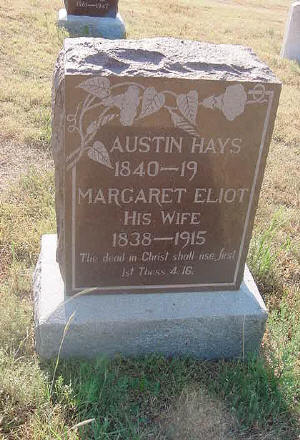 AUSTIN HAYS
1840—19
MARGARET ELIOT
HIS WIFE
1838—1915
The dead in Christ shall rise first
1st Thess. 4, 16.